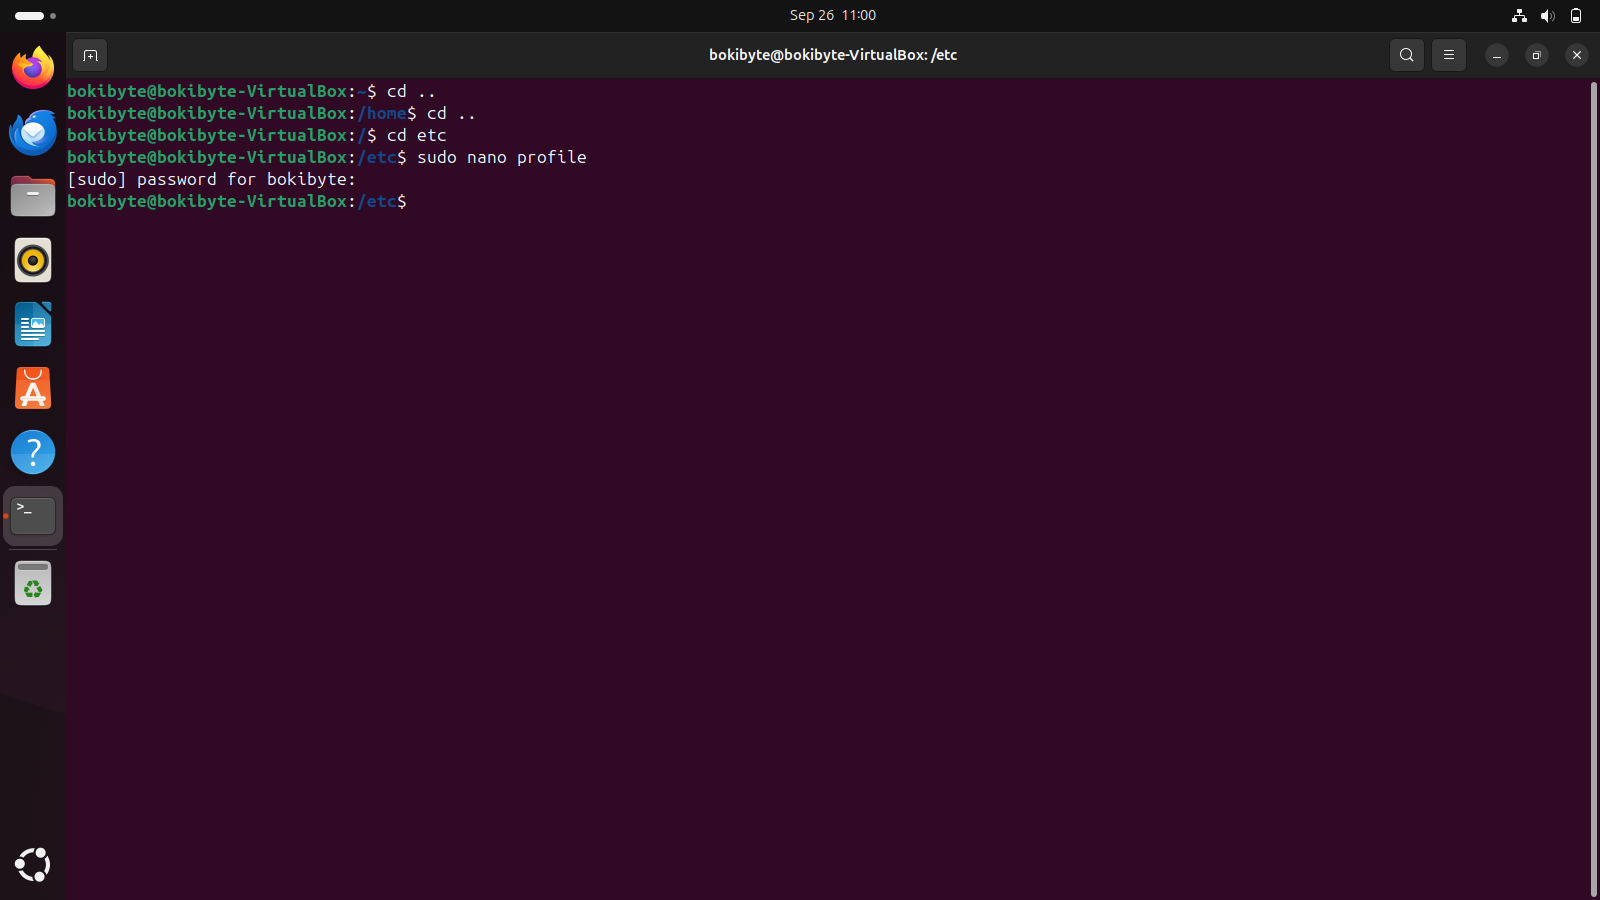 Sep 26 11:00
bokibyte@bokibyte-VirtualBox: /etc
bokibyte@bokibyte-VirtualBox:~$ cd ..
bokibyte@bokibyte-VirtualBox:/home$ cd ..
bokibyte@bokibyte-VirtualBox:/$ cd etc
bokibyte@bokibyte-VirtualBox:/etc$ sudo nano profile
[sudo] password for bokibyte:
bokibyte@bokibyte-VirtualBox:/etc$